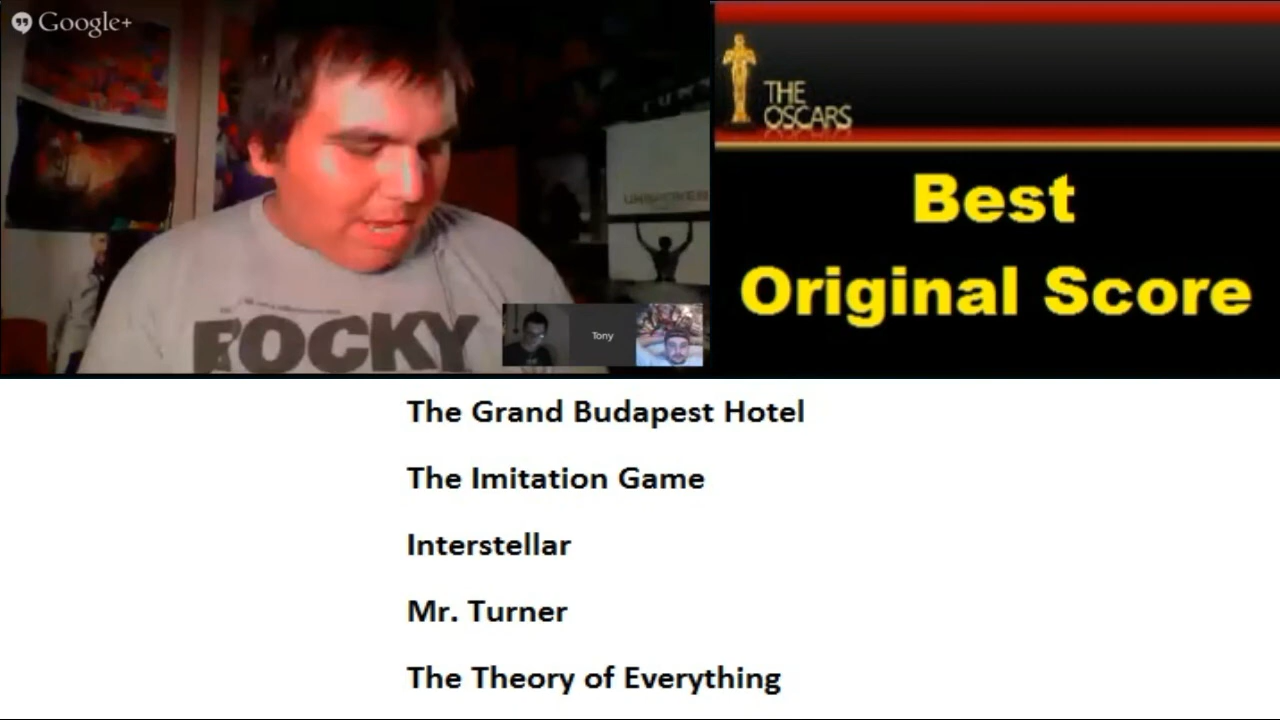 Google+
THE
OSCARS
Best
Original Score
ROCKY
Tony
The Grand Budapest Hotel
The Imitation Game
Interstellar
Mr. Turner
The Theory of Everything